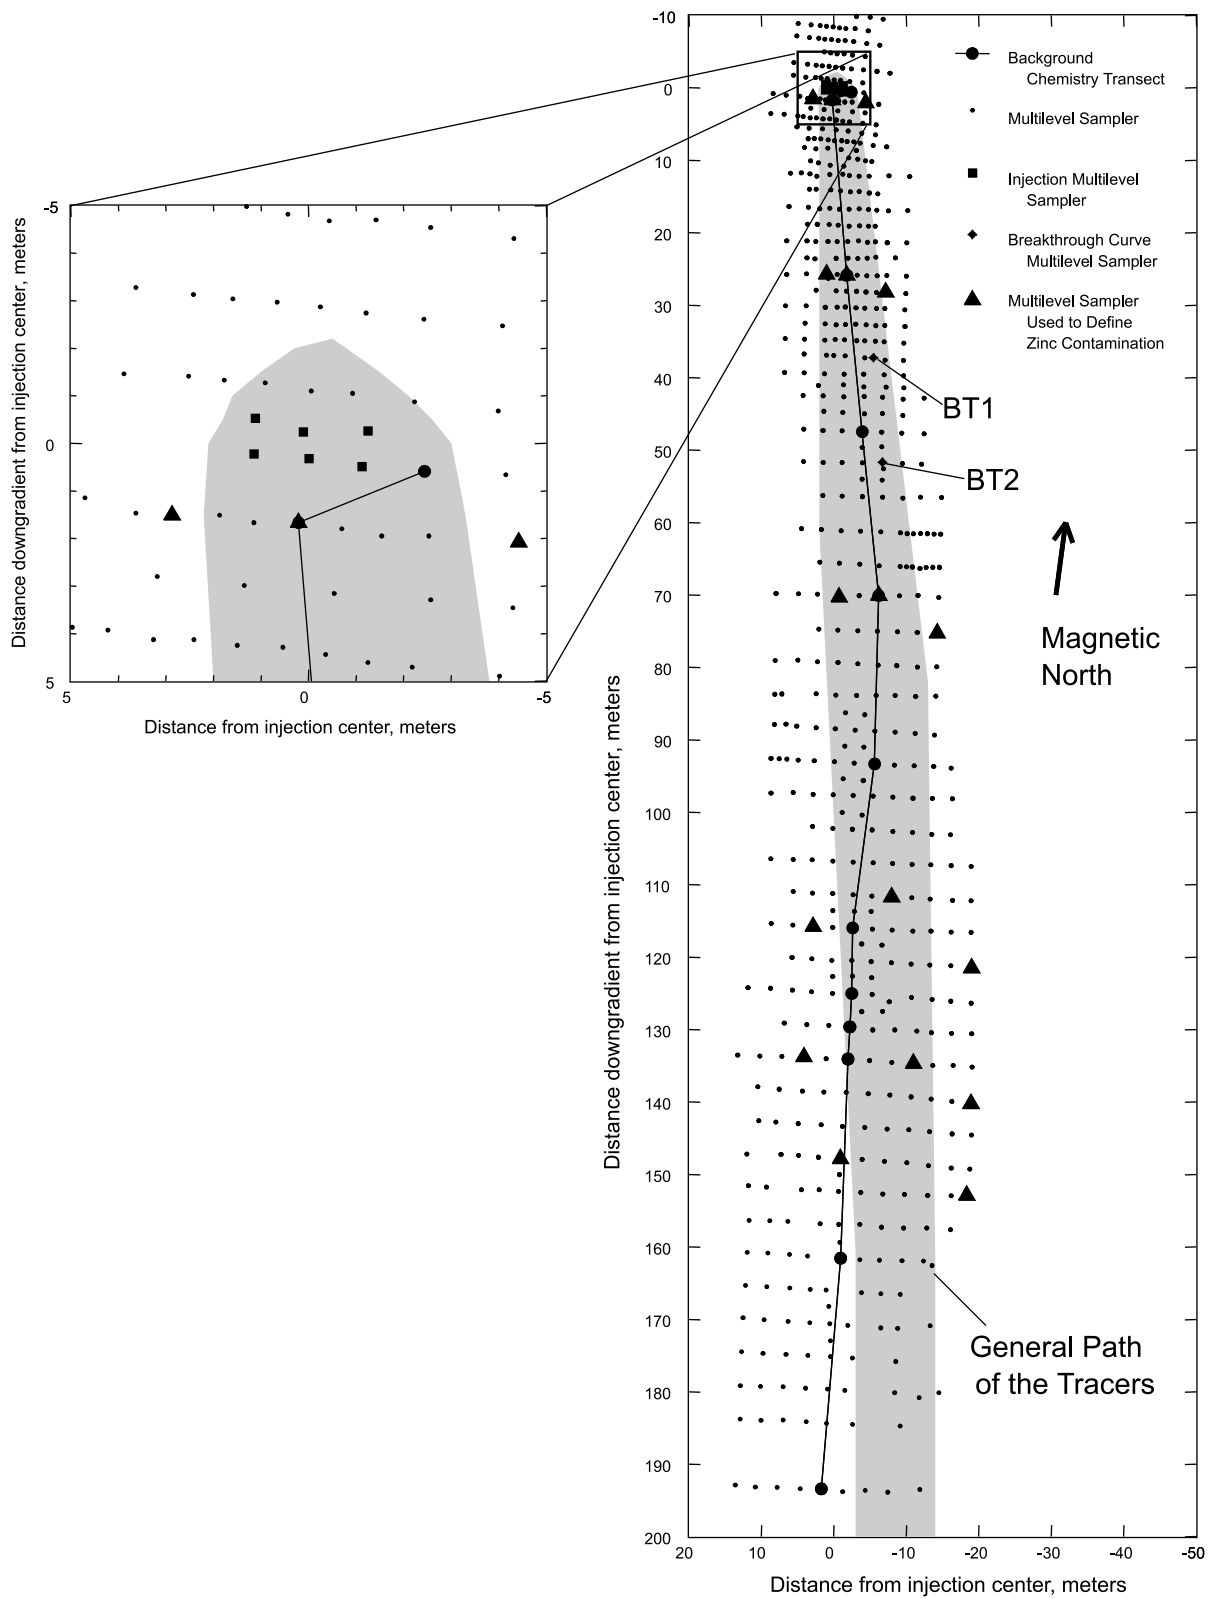 -10
0
10
20
30
40
50
60
70
80
90
100
110
120
130
140
150
160
170
180
190
200
20
10
0
-10
-20
-30
-40
-50
Distance from injection center, meters
Distance downgradient from injection center, meters
Background
Chemistry Transect
Multilevel Sampler
Injection Multilevel
Sampler
Breakthrough Curve
Multilevel Sampler
Multilevel Sampler
Used to Define
Zinc Contamination
BT1
BT2
Magnetic
North
General Path
of the Tracers
-5
0
5
5
0
-5
Distance from injection center, meters
Distance downgradient from injection center, meters